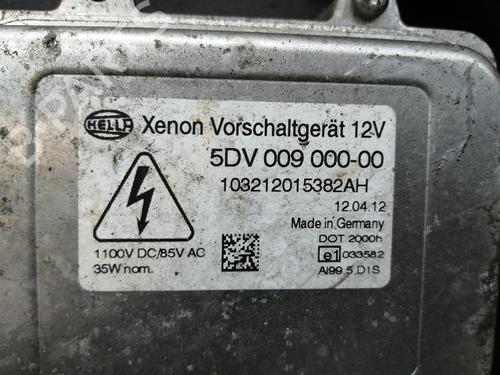 HELLA Xenon Vorschaltgerät 12V
5DV 009 000-00
103212015382AH
12.04.12
Made in Germany
1100V DC/85V AC
35W nom.
DOT 2000h
e1 033582
AI99 5 D1S